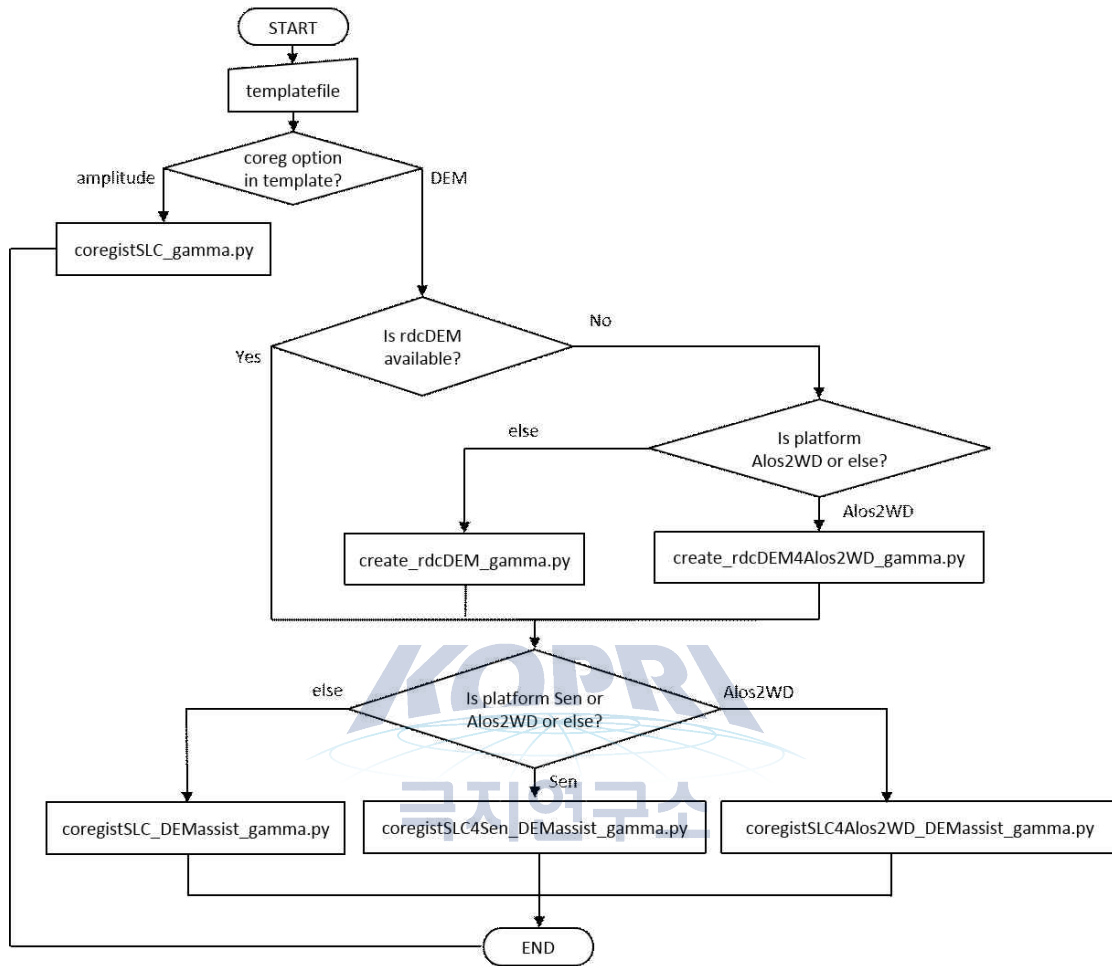 START
templatefile
coreg option
in template?
amplitude
DEM
coregistSLC_gamma.py
Is rdcDEM
available?
Yes
No
Is platform
Alos2WD or else?
else
Alos2WD
create_rdcDEM_gamma.py
create_rdcDEM4Alos2WD_gamma.py
KOPRI
Is platform Sen or
Alos2WD or else?
else
Alos2WD
Sen
극지연구소
coregistSLC_DEMassist_gamma.py
coregistSLC4Sen_DEMassist_gamma.py
coregistSLC4Alos2WD_DEMassist_gamma.py
END